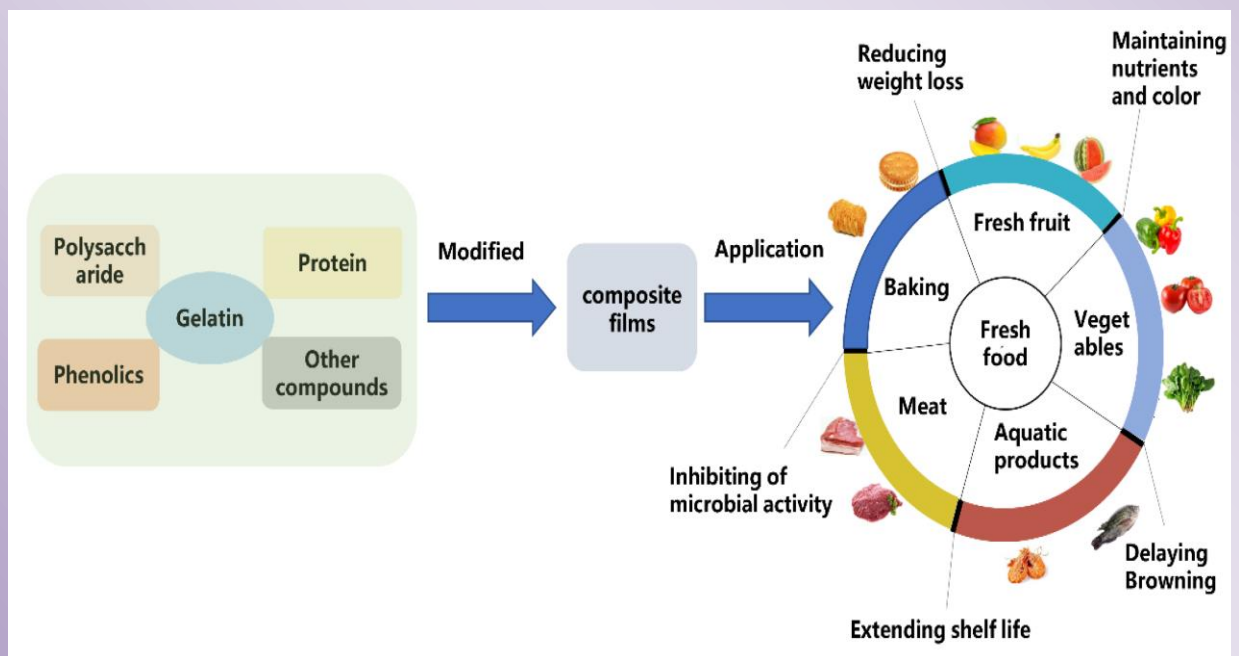 Polysacch
aride
Protein
Gelatin
Phenolics
Other
compounds
Modified
composite
films
Application
Reducing
weight loss
Maintaining
nutrients
and color
Fresh fruit
Baking
Fresh
food
Veget
ables
Meat
Aquatic
products
Inhibiting of
microbial activity
Delaying
Browning
Extending shelf life